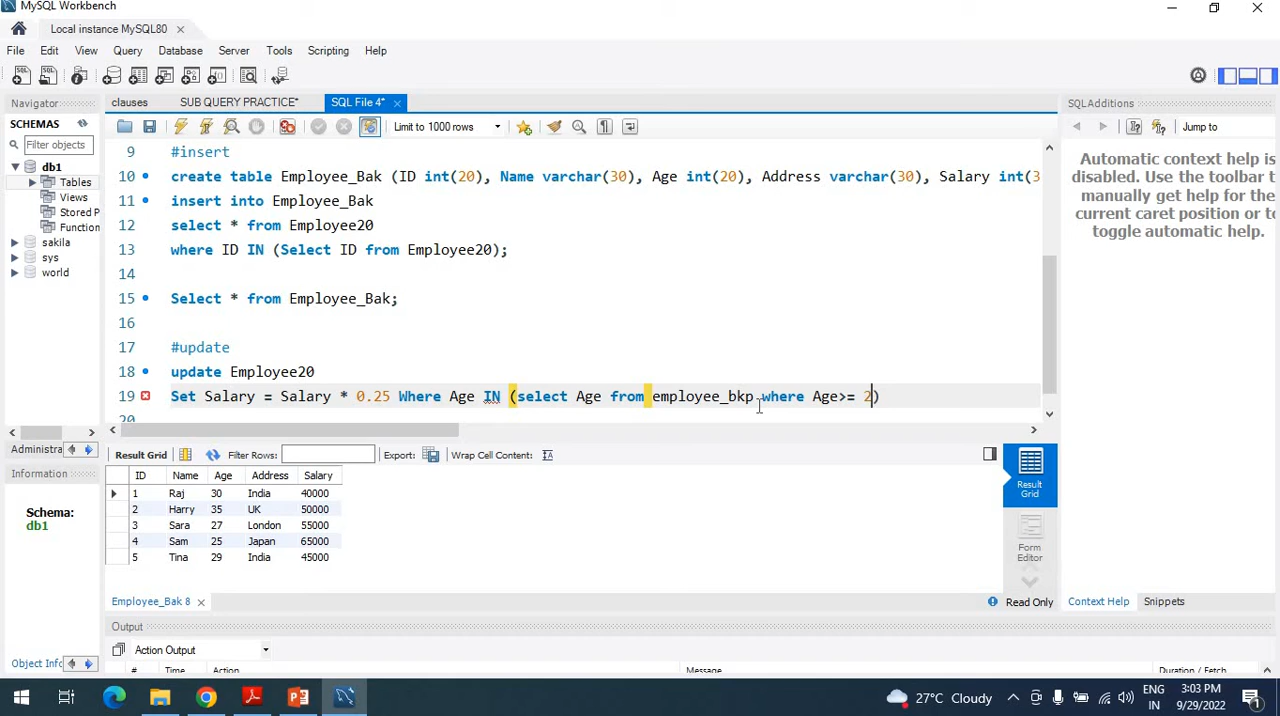 MySQL Workbench
Local instance MySQL80
File Edit View Query Database Server Tools Scripting Help
Navigator
SCHEMAS
Filter objects
db1
Tables
Views
Stored P
Function
sakila
sys
world
Administra
Information
Schema:
db1
Object Info
clauses SUB QUERY PRACTICE* SQL File 4*
Limit to 1000 rows
9 #insert
10 create table Employee_Bak (ID int(20), Name varchar(30), Age int(20), Address varchar(30), Salary int(3
11 insert into Employee_Bak
12 select * from Employee20
13 where ID IN (Select ID from Employee20);
14
15 Select * from Employee_Bak;
16
17 #update
18 update Employee20
19 Set Salary = Salary * 0.25 Where Age IN (select Age from employee_bkp where Age>= 2)
20
Result Grid Filter Rows: Export: Wrap Cell Content:
ID Name Age Address Salary
1 Raj 30 India 40000
2 Harry 35 UK 50000
3 Sara 27 London 55000
4 Sam 25 Japan 65000
5 Tina 29 India 45000
Result
Grid
Form
Editor
Employee_Bak 8
Read Only
Output
Action Output
# Time Action Message Duration / Fetch
SQL Additions
Jump to
Automatic context help is
disabled. Use the toolbar t
manually get help for the
current caret position or to
toggle automatic help.
Context Help Snippets
27°C Cloudy
ENG
IN
3:03 PM
9/29/2022
1